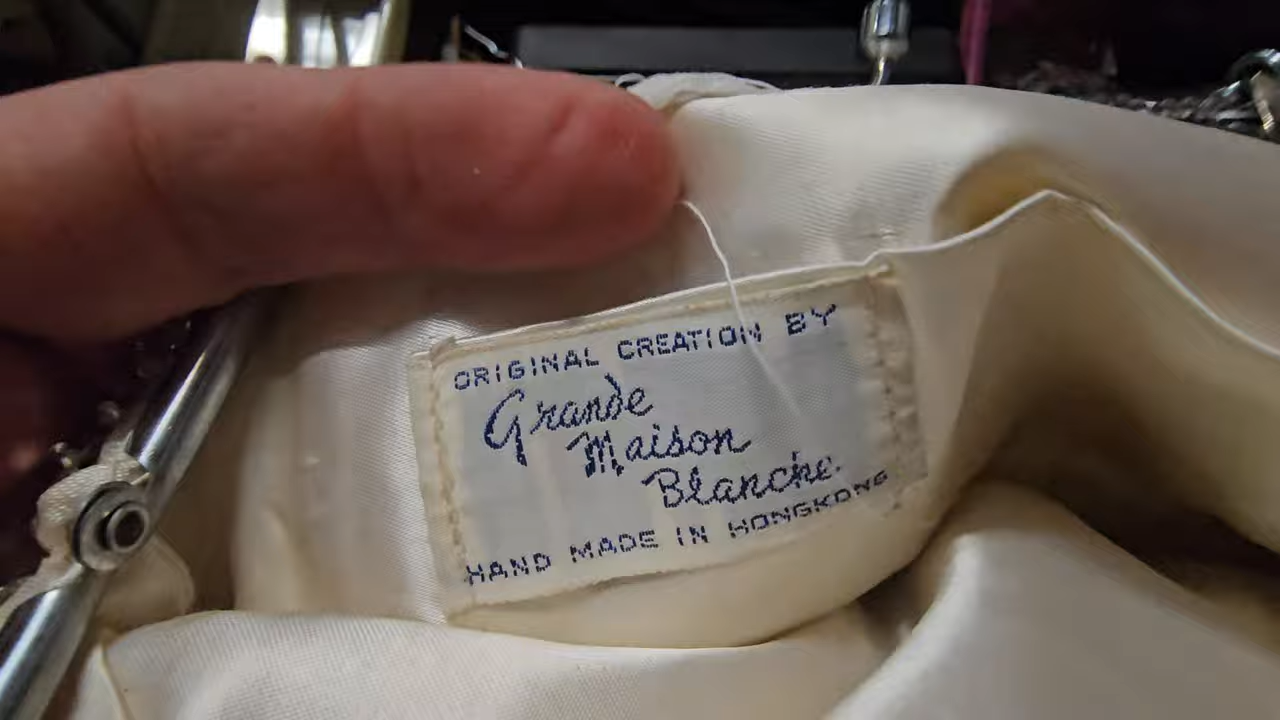 ORIGINAL CREATION BY
Grande
Maison
Blanche
HAND MADE IN HONGKONG